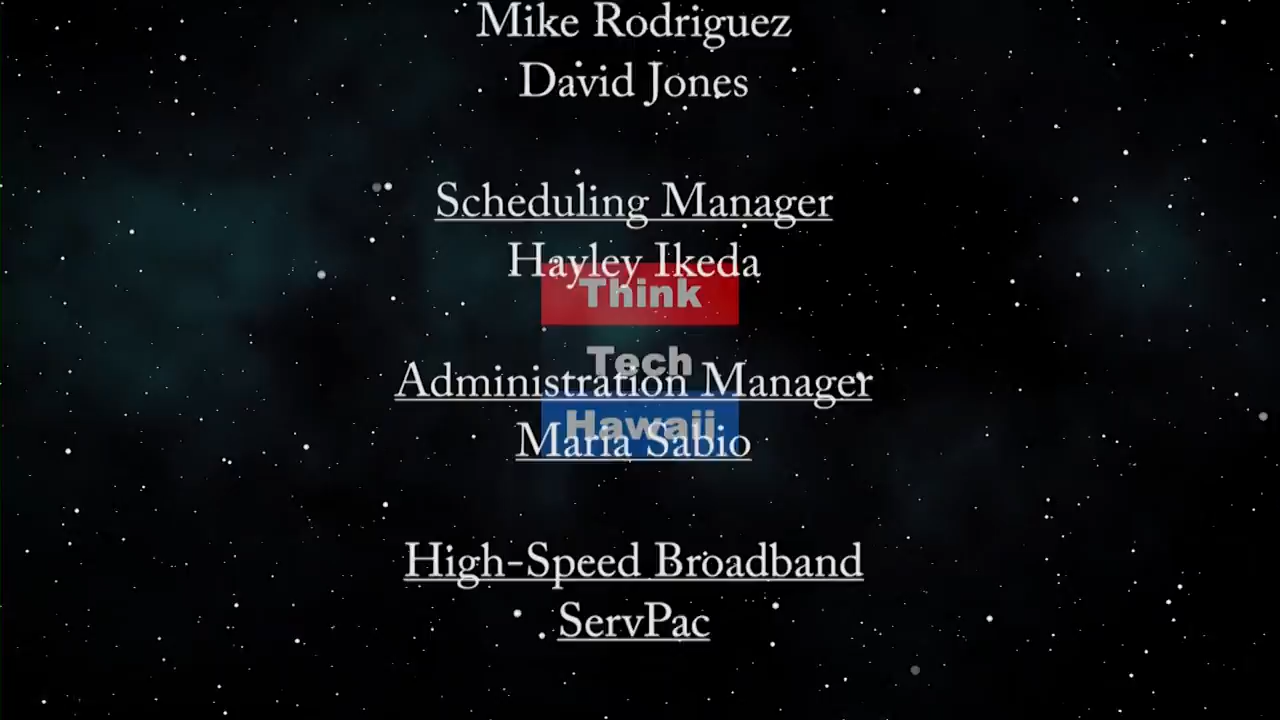 Mike Rodriguez
David Jones
Scheduling Manager
Hayley Ikeda
Think
Tech
Administration Manager
Hawaii
Maria Sabio
High-Speed Broadband
ServPac